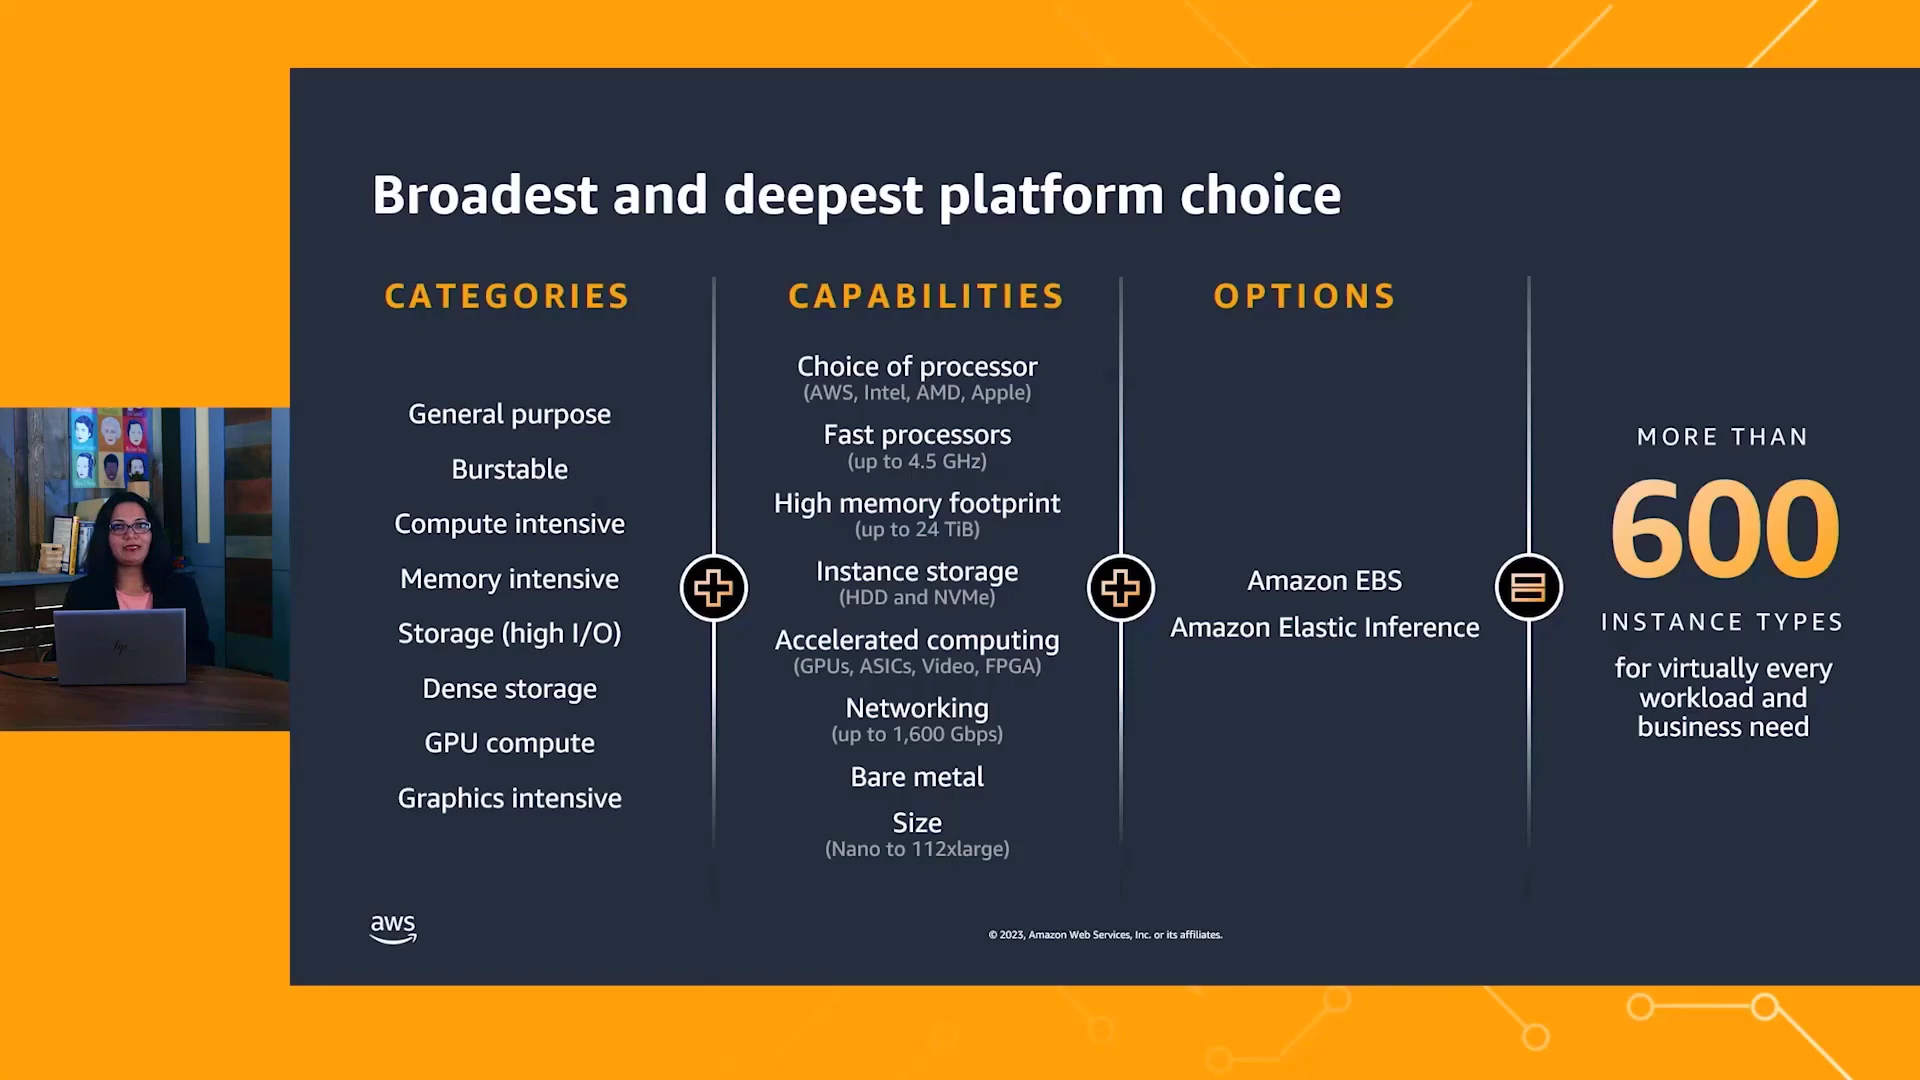 Broadest and deepest platform choice
CATEGORIES
General purpose
Burstable
Compute intensive
Memory intensive
Storage (high I/O)
Dense storage
GPU compute
Graphics intensive
CAPABILITIES
Choice of processor
(AWS, Intel, AMD, Apple)
Fast processors
(up to 4.5 GHz)
High memory footprint
(up to 24 TiB)
Instance storage
(HDD and NVMe)
Accelerated computing
(GPUs, ASICs, Video, FPGA)
Networking
(up to 1,600 Gbps)
Bare metal
Size
(Nano to 112xlarge)
OPTIONS
Amazon EBS
Amazon Elastic Inference
MORE THAN
600
INSTANCE TYPES
for virtually every
workload and
business need
aws
© 2023, Amazon Web Services, Inc. or its affiliates.
hp